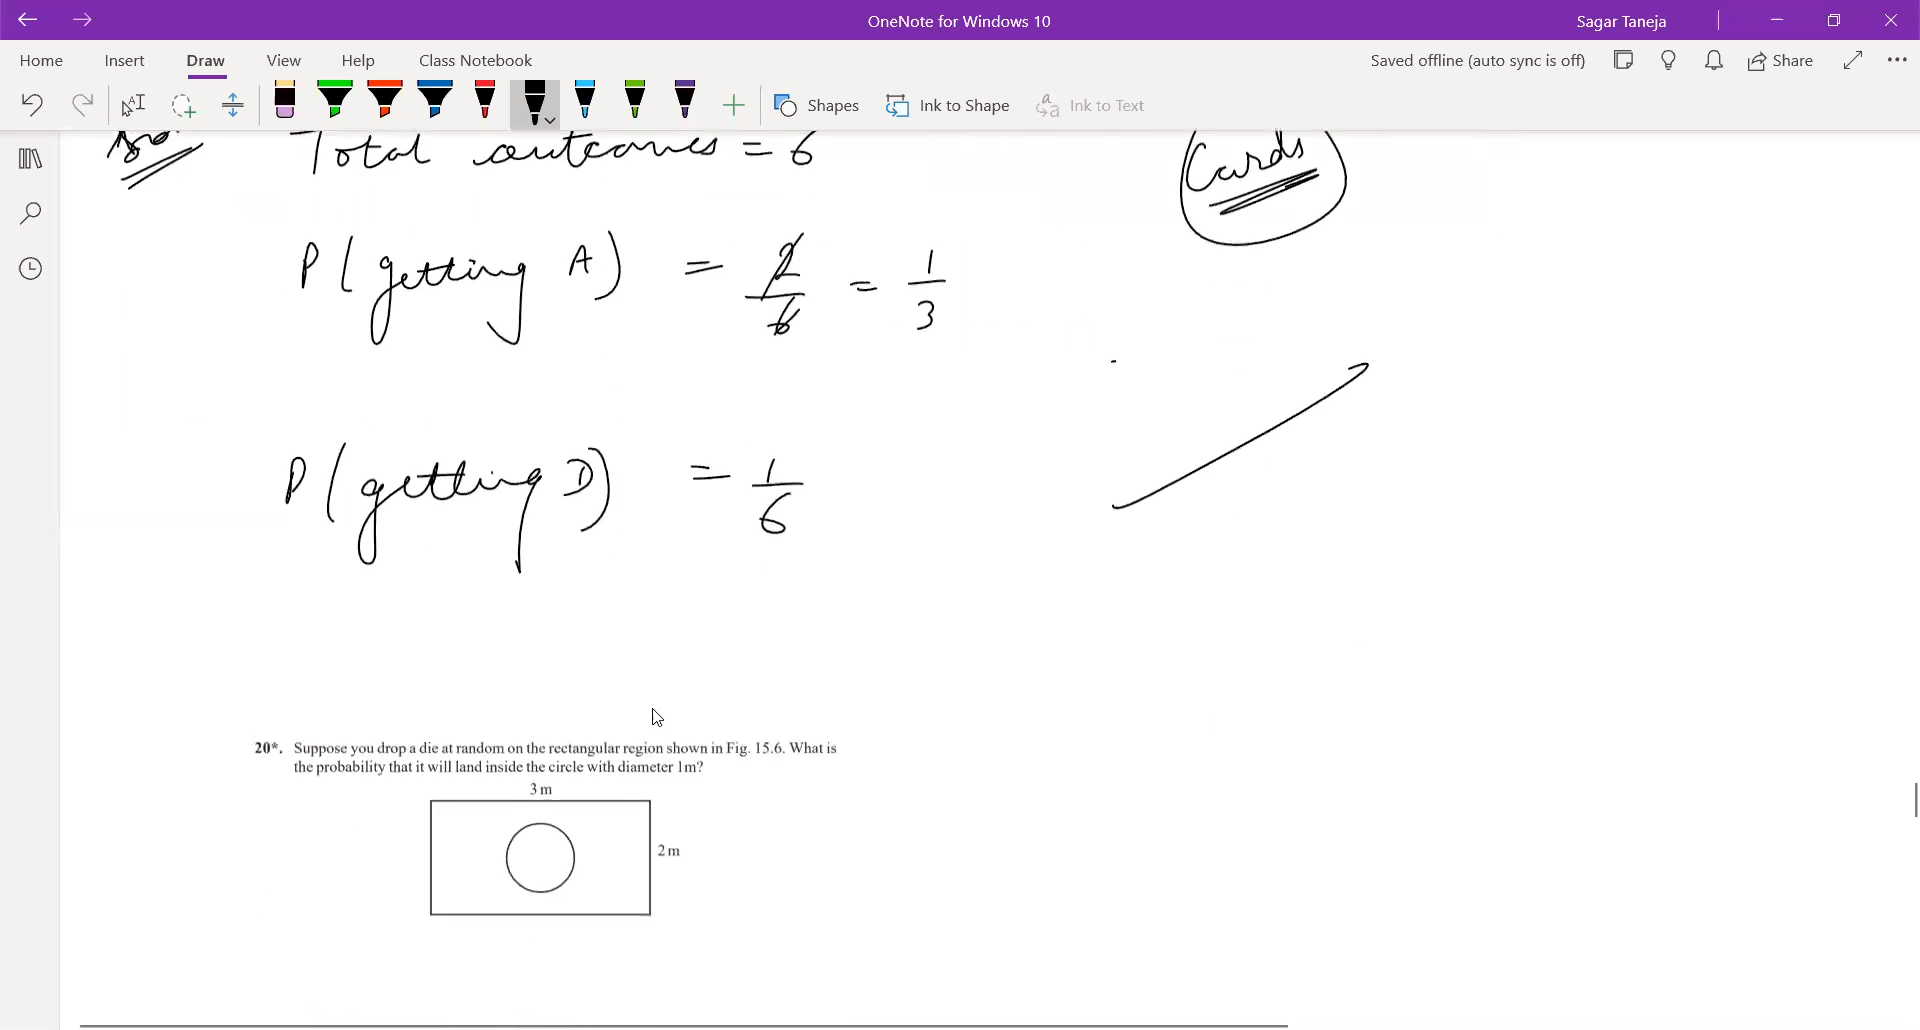 OneNote for Windows 10
Sagar Taneja
Home Insert Draw View Help Class Notebook
Saved offline (auto sync is off) Share
Shapes Ink to Shape Ink to Text
Total outcomes = 6
Cards
P(getting A) = 2/6 = 1/3
P(getting D) = 1/6
20*. Suppose you drop a die at random on the rectangular region shown in Fig. 15.6. What is
the probability that it will land inside the circle with diameter 1m?
3 m
2 m